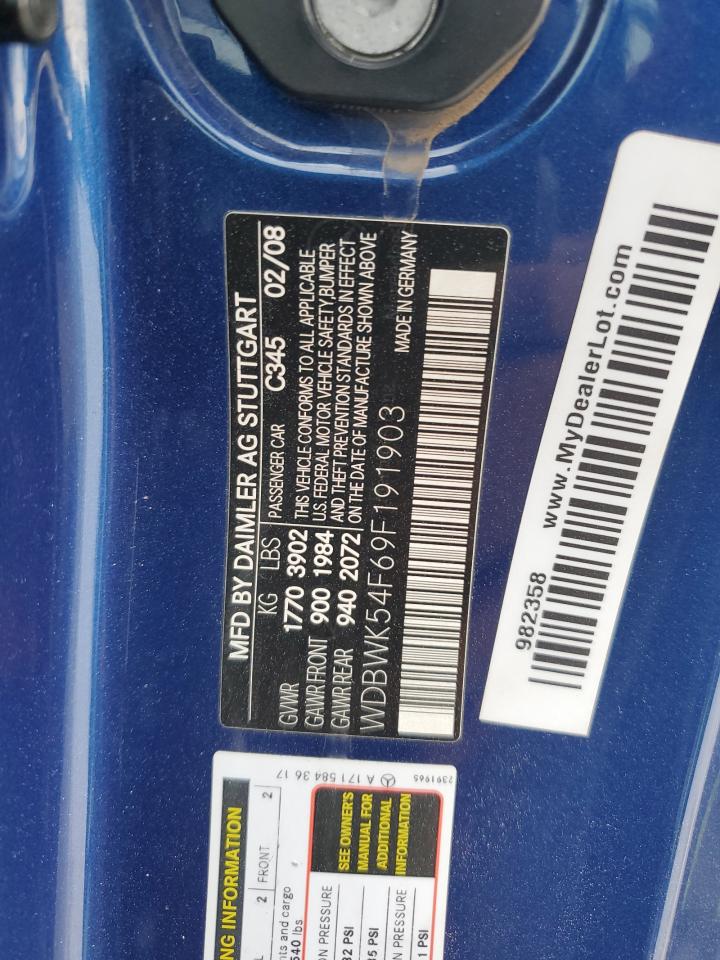 MFD BY DAIMLER AG STUTTGART
KG LBS PASSENGER CAR C345 02/08
GVWR 1770 3902 THIS VEHICLE CONFORMS TO ALL APPLICABLE
GAWR FRONT 900 1984 U.S. FEDERAL MOTOR VEHICLE SAFETY, BUMPER
GAWR REAR 940 2072 AND THEFT PREVENTION STANDARDS IN EFFECT
ON THE DATE OF MANUFACTURE SHOWN ABOVE
WDBWK54F69F191903 MADE IN GERMANY
982358 www.MyDealerLot.com
NG INFORMATION
2 FRONT 2
nts and cargo
540 lbs
SEE OWNER'S
MANUAL FOR
ADDITIONAL
INFORMATION
ON PRESSURE
32 PSI
ON PRESSURE
1 PSI
A 171 584 36 17
2391965